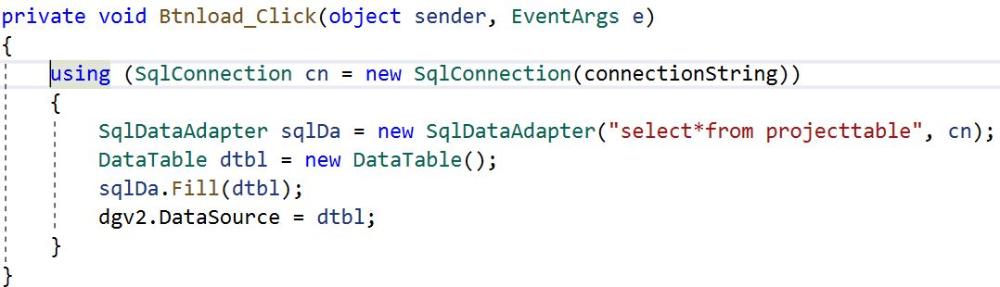 private void Btnload_Click(object sender, EventArgs e)
{
    using (SqlConnection cn = new SqlConnection(connectionString))
    {
        SqlDataAdapter sqlDa = new SqlDataAdapter("select*from projecttable", cn);
        DataTable dtbl = new DataTable();
        sqlDa.Fill(dtbl);
        dgv2.DataSource = dtbl;
    }
}